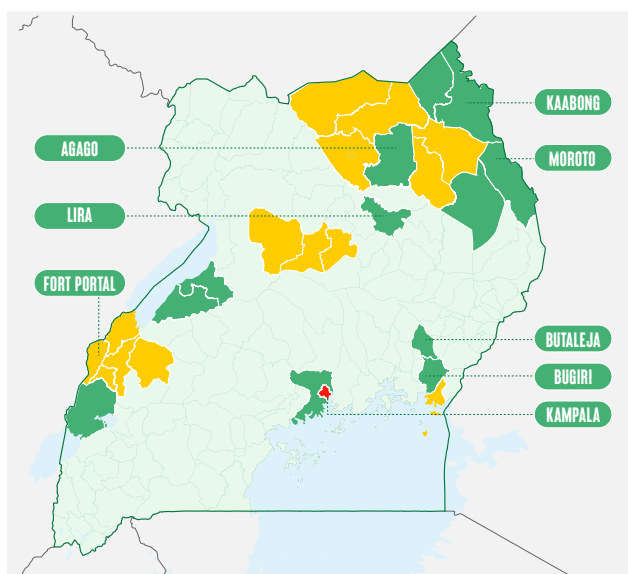 KAABONG
AGAGO
MOROTO
LIRA
FORT PORTAL
BUTALEJA
BUGIRI
KAMPALA